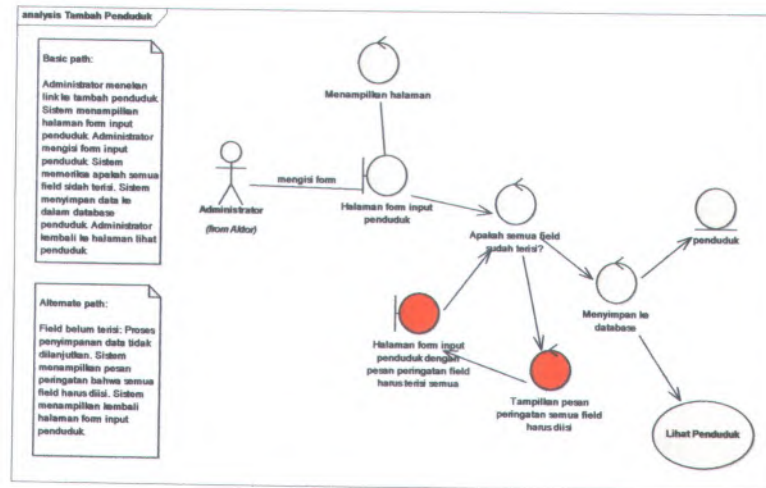 analysis Tambah Penduduk
Basic path:
Administrator menekan
link ke tambah penduduk.
Sistem menampilkan
halaman form input
penduduk. Administrator
mengisi form input
penduduk. Sistem
memeriksa apakah semua
field sidah terisi. Sistem
menyimpan data ke
dalam database
penduduk. Administrator
kembali ke halaman lihat
penduduk.
Alternate path:
Field belum terisi: Proses
penyimpanan data tidak
dilanjutkan. Sistem
menampilkan pesan
peringatan bahwa semua
field harus diisi. Sistem
menampilkan kembali
halaman form input
penduduk.
Menampilkan halaman
mengisi form
Administrator
(from Aktor)
Halaman form input
penduduk
Apakah semua field
sudah terisi?
penduduk
Menyimpan ke
database
Halaman form input
penduduk dengan
pesan peringatan field
harus terisi semua
Tampilkan pesan
peringatan semua field
harus diisi
Lihat Penduduk